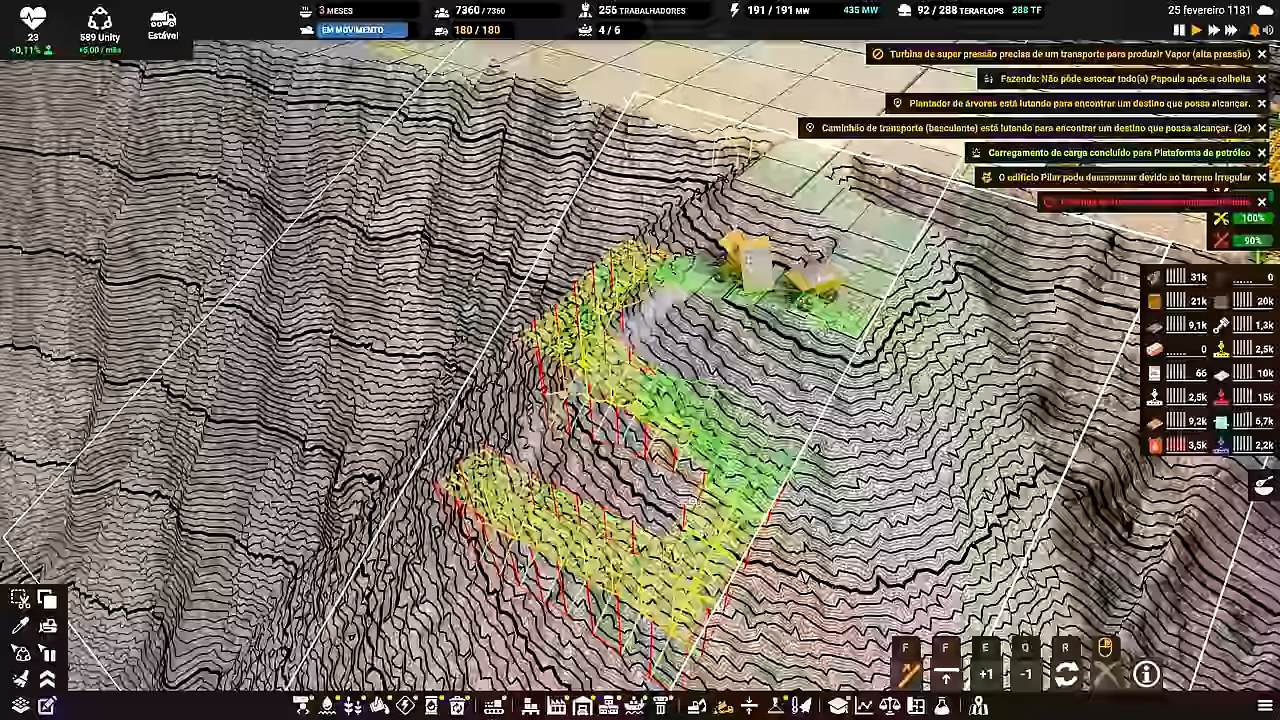 23
+0,11%
589 Unity
+5,00 / mês
Estável
3 MESES
EM MOVIMENTO
7360 / 7360
180 / 180
256 TRABALHADORES
4 / 6
191 / 191 MW
435 MW
92 / 288 TERAFLOPS
288 TF
25 fevereiro 1181
Turbina de super pressão precisa de um transporte para produzir Vapor (alta pressão)
Fazenda: Não pôde estocar todo(a) Papoula após a colheita
Plantador de árvores está lutando para encontrar um destino que possa alcançar.
Caminhão de transporte (basculante) está lutando para encontrar um destino que possa alcançar. (2x)
Carregamento de carga concluído para Plataforma de petróleo
O edifício Pilar pode desmoronar devido ao terreno irregular
100%
90%
31k 0
21k 20k
9,1k 1,3k
0 2,5k
66 10k
2,5k 15k
9,2k 6,7k
3,5k 2,2k
F F E Q R
+1 -1